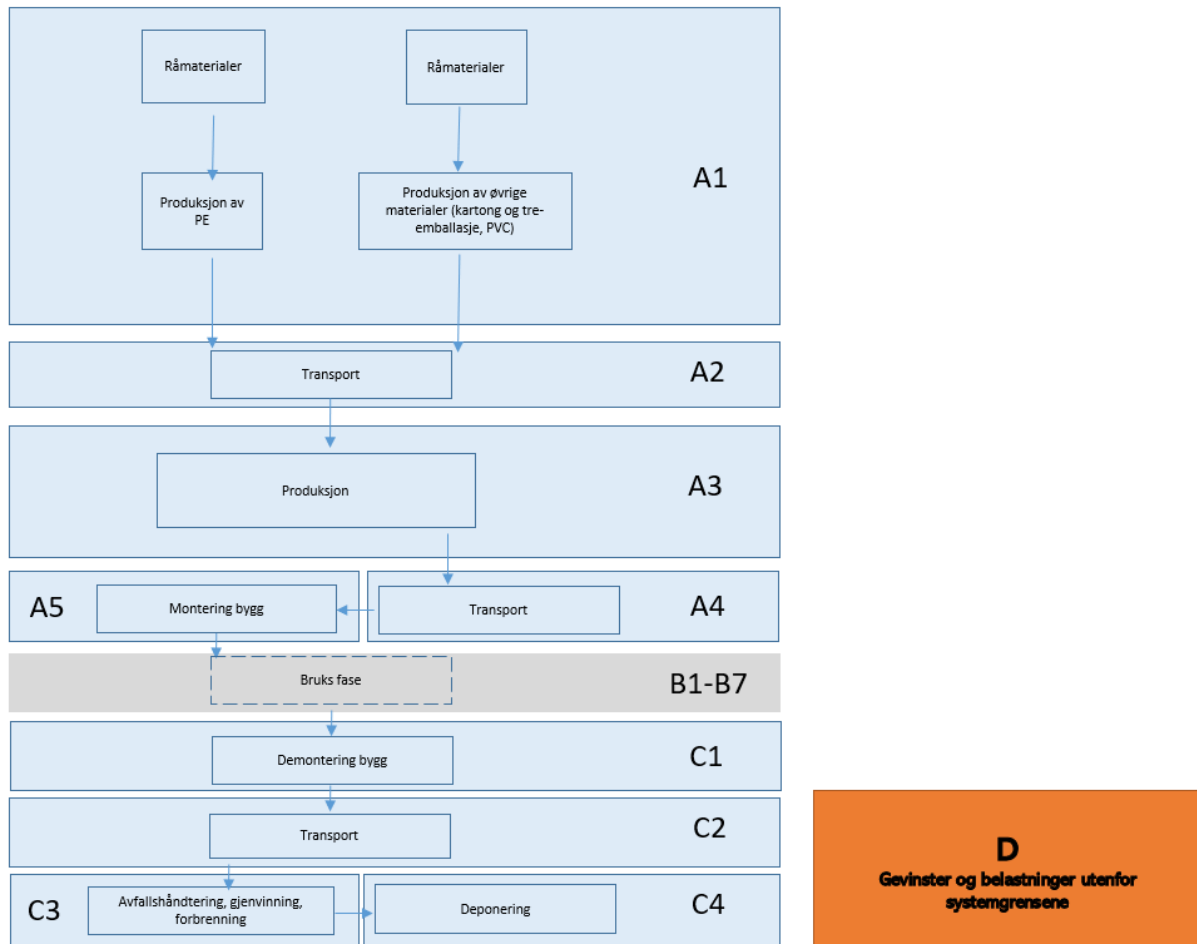 Råmaterialer
Råmaterialer
Produksjon av
PE
Produksjon av øvrige
materialer (kartong og tre-
emballasje, PVC)
A1
Transport
A2
Produksjon
A3
A5
Montering bygg
Transport
A4
Bruks fase
B1-B7
Demontering bygg
C1
Transport
C2
C3
Avfallshåndtering, gjenvinning,
forbrenning
Deponering
C4
D
Gevinster og belastninger utenfor
systemgrensene